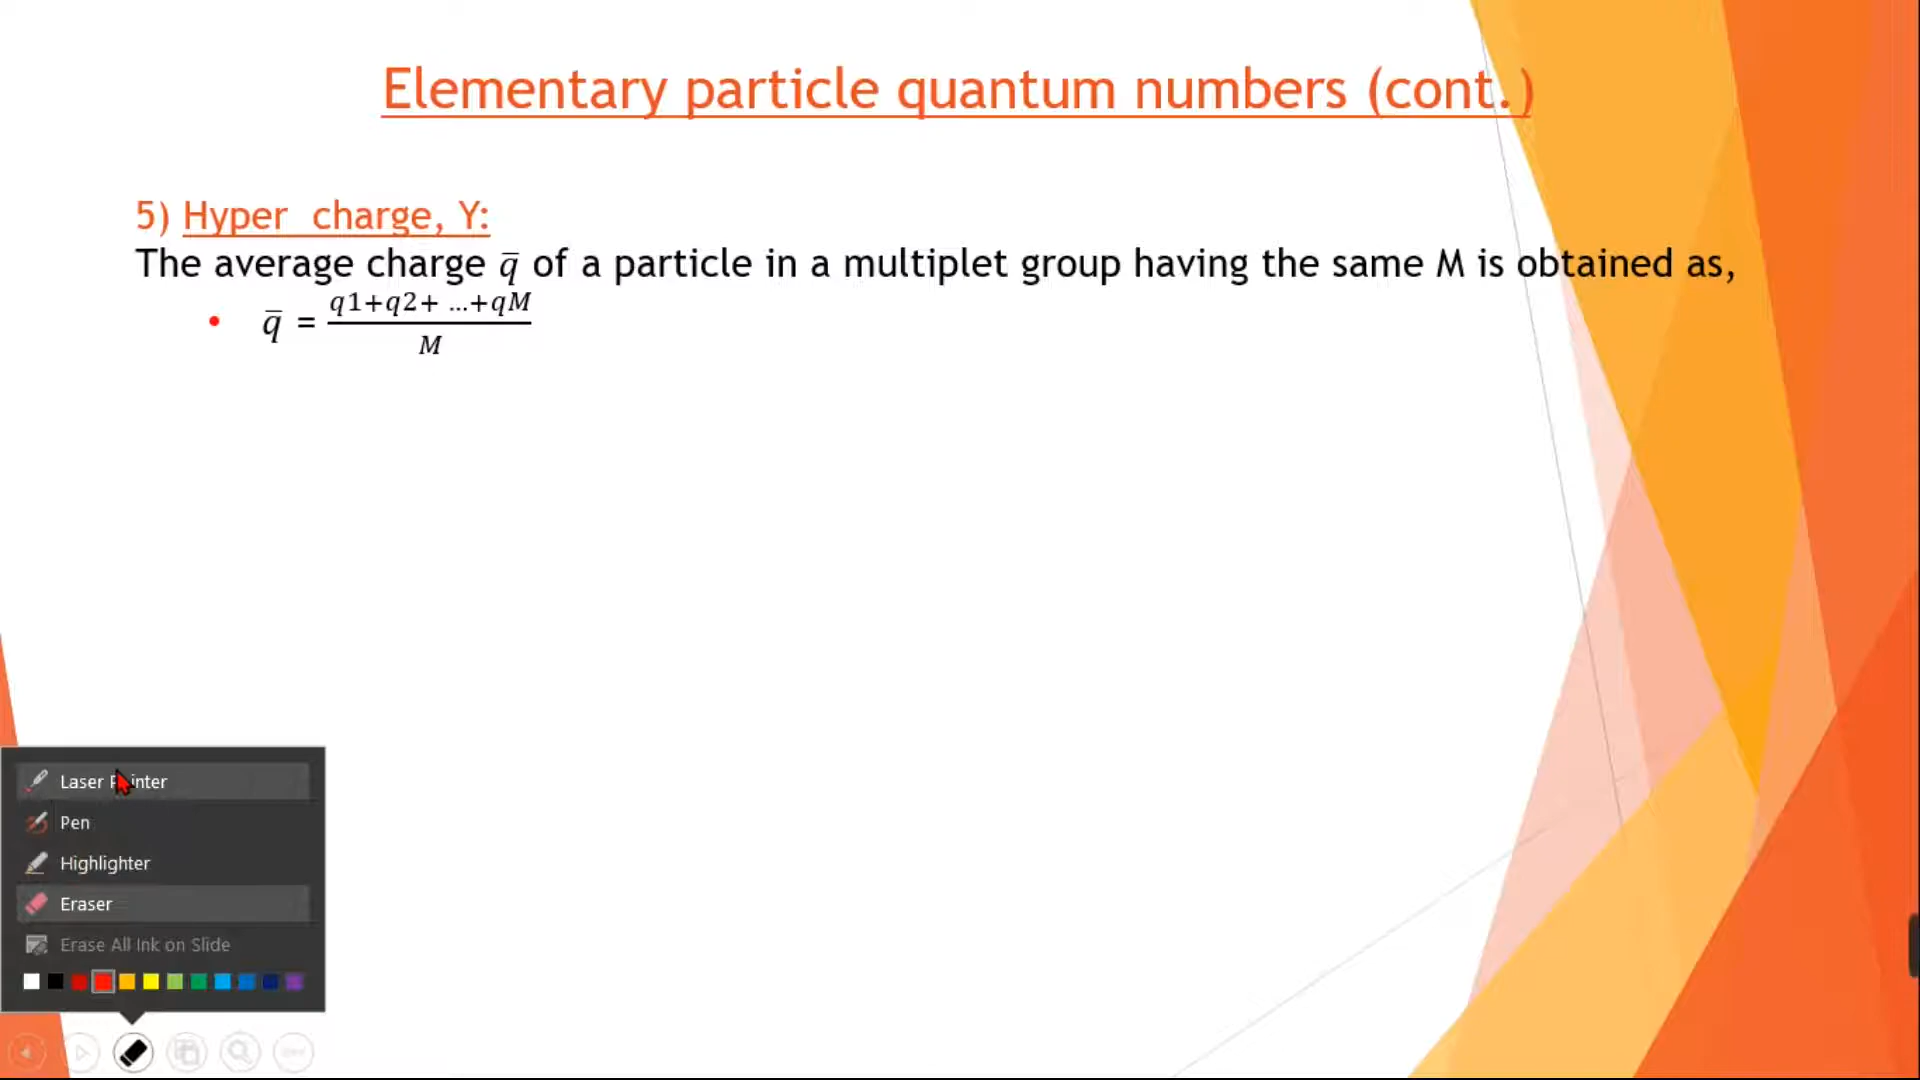 Elementary particle quantum numbers (cont.)
5) Hyper charge, Y:
The average charge q̄ of a particle in a multiplet group having the same M is obtained as,
• q̄ = q1+q2+ ...+qM
M
Laser Pointer
Pen
Highlighter
Eraser
Erase All Ink on Slide